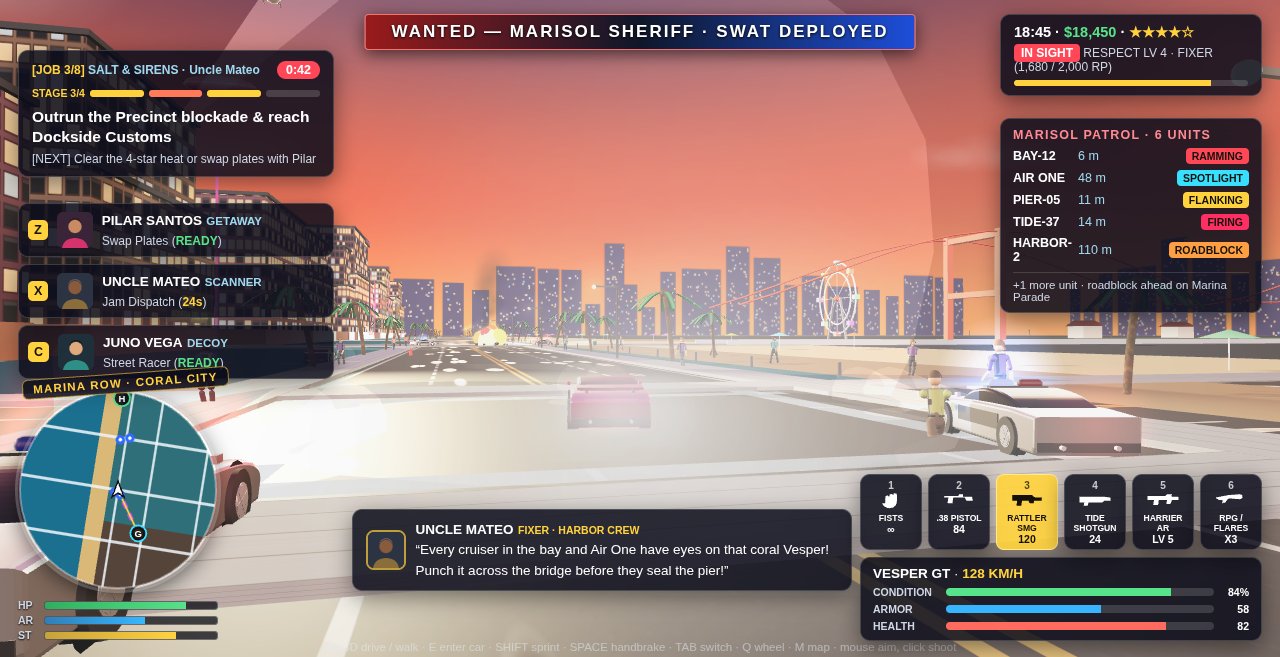 WANTED — MARISOL SHERIFF · SWAT DEPLOYED
[JOB 3/8] SALT & SIRENS · Uncle Mateo 0:42
STAGE 3/4
Outrun the Precinct blockade & reach
Dockside Customs
[NEXT] Clear the 4-star heat or swap plates with Pilar
Z PILAR SANTOS GETAWAY
Swap Plates (READY)
X UNCLE MATEO SCANNER
Jam Dispatch (24s)
C JUNO VEGA DECOY
Street Racer (READY)
MARINA ROW · CORAL CITY
H
G
HP
AR
ST
18:45 · $18,450 · ★★★★☆
IN SIGHT RESPECT LV 4 · FIXER
(1,680 / 2,000 RP)
MARISOL PATROL · 6 UNITS
BAY-12 6 m RAMMING
AIR ONE 48 m SPOTLIGHT
PIER-05 11 m FLANKING
TIDE-37 14 m FIRING
HARBOR-
2 110 m ROADBLOCK
+1 more unit · roadblock ahead on Marina
Parade
UNCLE MATEO FIXER · HARBOR CREW
“Every cruiser in the bay and Air One have eyes on that coral Vesper!
Punch it across the bridge before they seal the pier!”
1 2 3 4 5 6
FISTS .38 PISTOL RATTLER SMG TIDE SHOTGUN HARRIER AR RPG / FLARES
∞ 84 120 24 LV 5 X3
VESPER GT · 128 KM/H
CONDITION 84%
ARMOR 58
HEALTH 82
drive / walk · E enter car · SHIFT sprint · SPACE handbrake · TAB switch · Q wheel · M map · mouse aim, click shoot